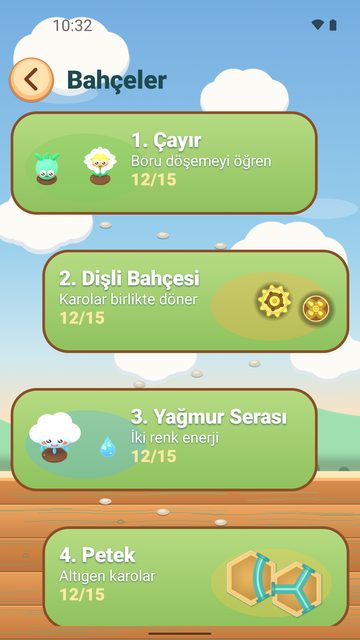 10:32
Bahçeler
1. Çayır
Boru döşemeyi öğren
12/15
2. Dişli Bahçesi
Karolar birlikte döner
12/15
3. Yağmur Serası
İki renk enerji
12/15
4. Petek
Altıgen karolar
12/15